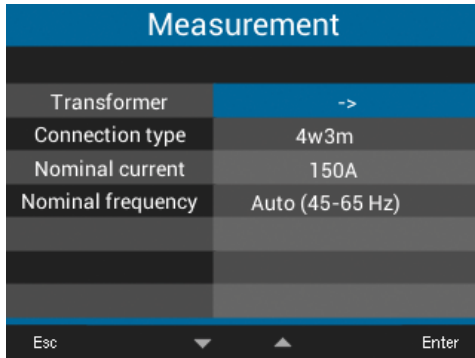 Measurement
Transformer ->
Connection type 4w3m
Nominal current 150A
Nominal frequency Auto (45-65 Hz)
Esc Enter